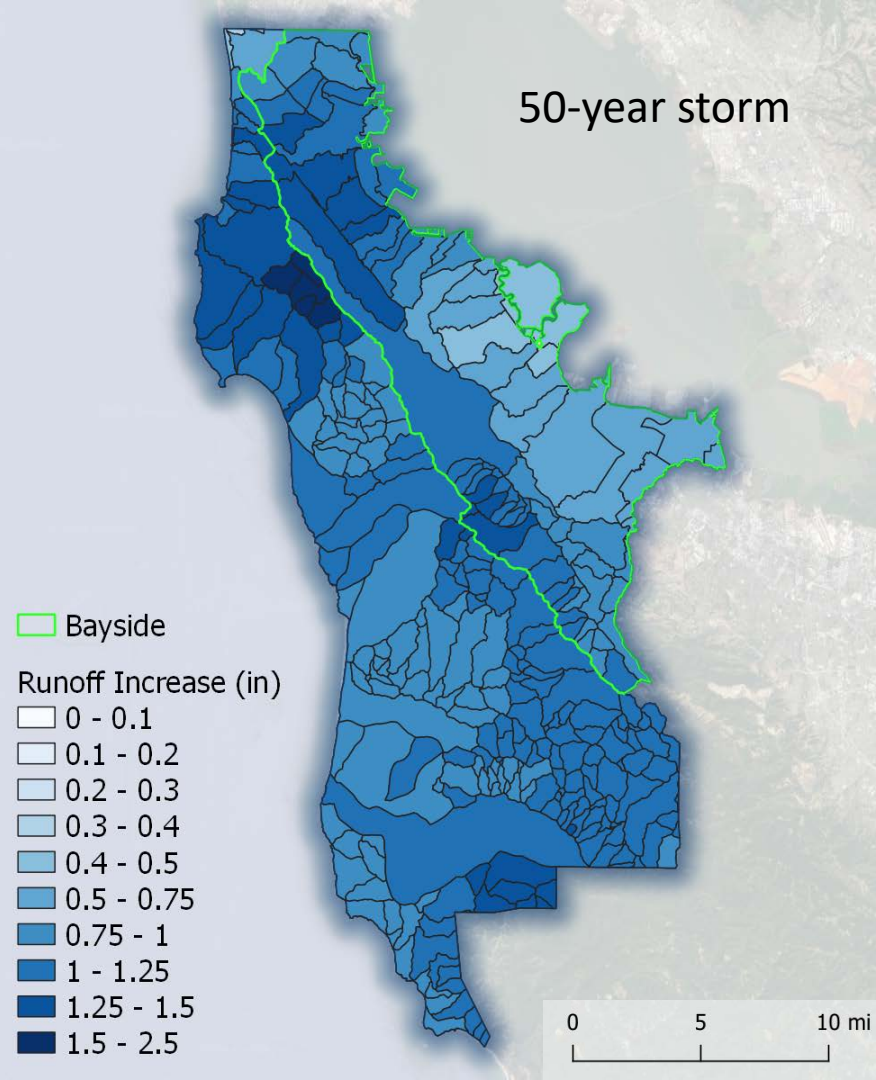 50-year storm
Bayside
Runoff Increase (in)
0 - 0.1
0.1 - 0.2
0.2 - 0.3
0.3 - 0.4
0.4 - 0.5
0.5 - 0.75
0.75 - 1
1 - 1.25
1.25 - 1.5
1.5 - 2.5
0 5 10 mi